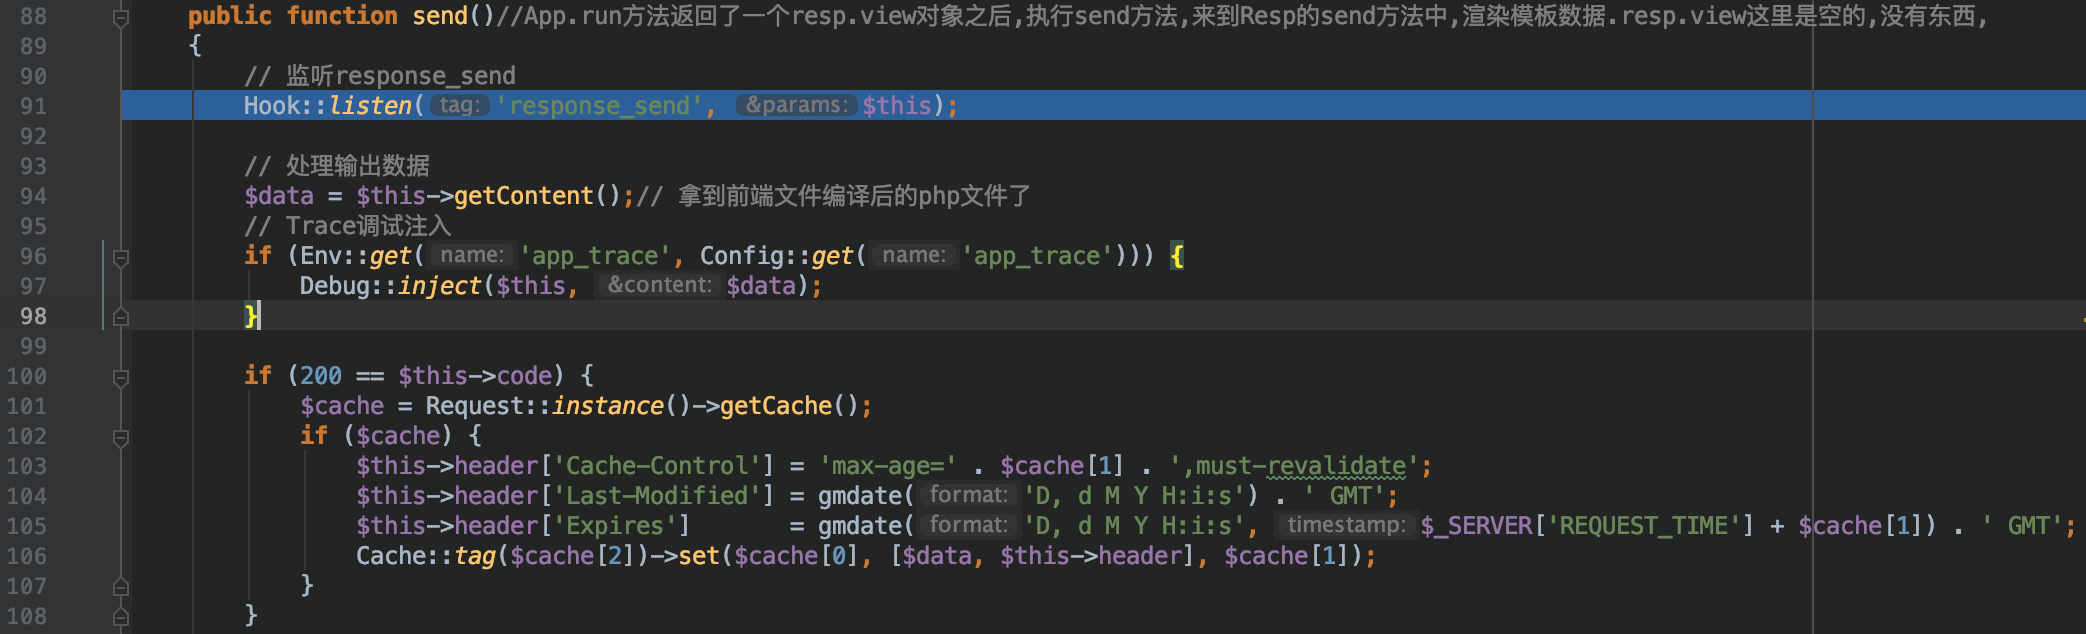 88 public function send()//App.run方法返回了一个resp.view对象之后,执行send方法,来到Resp的send方法中,渲染模板数据.resp.view这里是空的,没有东西,
89 {
90 // 监听response_send
91 Hook::listen( tag: 'response_send', &params: $this);
92
93 // 处理输出数据
94 $data = $this->getContent();// 拿到前端文件编译后的php文件了
95 // Trace调试注入
96 if (Env::get( name: 'app_trace', Config::get( name: 'app_trace'))) {
97 Debug::inject($this, &content: $data);
98 }
99
100 if (200 == $this->code) {
101 $cache = Request::instance()->getCache();
102 if ($cache) {
103 $this->header['Cache-Control'] = 'max-age=' . $cache[1] . ',must-revalidate';
104 $this->header['Last-Modified'] = gmdate( format: 'D, d M Y H:i:s') . ' GMT';
105 $this->header['Expires'] = gmdate( format: 'D, d M Y H:i:s', timestamp: $_SERVER['REQUEST_TIME'] + $cache[1]) . ' GMT';
106 Cache::tag($cache[2])->set($cache[0], [$data, $this->header], $cache[1]);
107 }
108 }